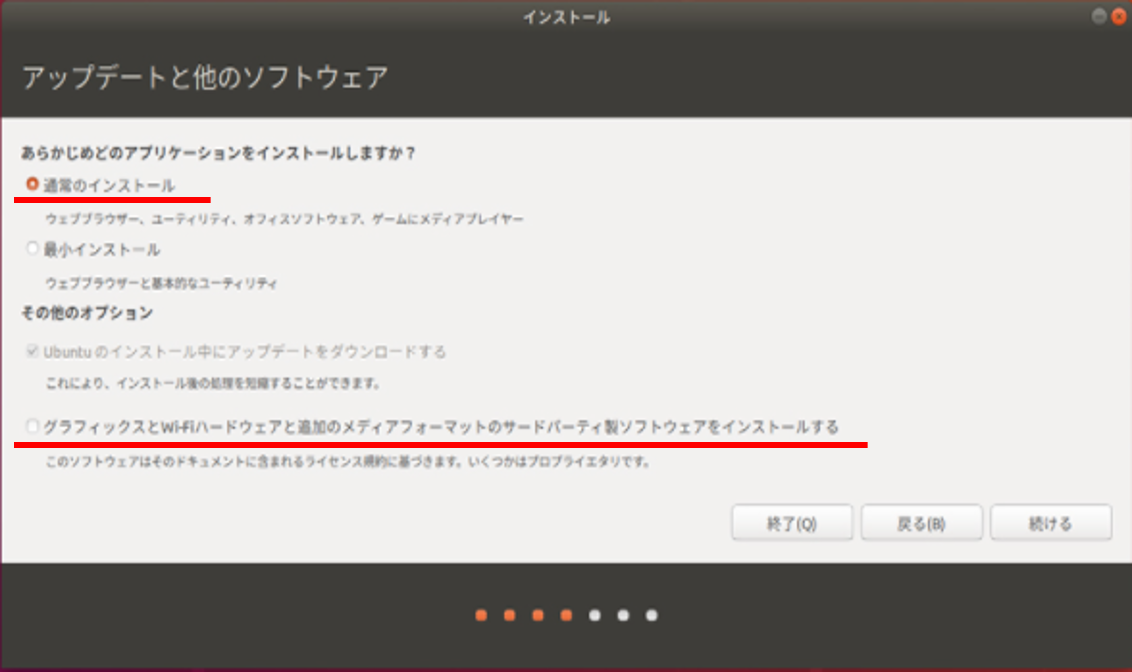 インストール
アップデートと他のソフトウェア
あらかじめどのアプリケーションをインストールしますか？
通常のインストール
ウェブブラウザー、ユーティリティ、オフィスソフトウェア、ゲームにメディアプレイヤー
最小インストール
ウェブブラウザーと基本的なユーティリティ
その他のオプション
Ubuntu のインストール中にアップデートをダウンロードする
これにより、インストール後の処理を短縮することができます。
グラフィックスとWi-Fiハードウェアと追加のメディアフォーマットのサードパーティ製ソフトウェアをインストールする
このソフトウェアはそのドキュメントに含まれるライセンス規約に基づきます。いくつかはプロプライエタリです。
終了(Q) 戻る(B) 続ける